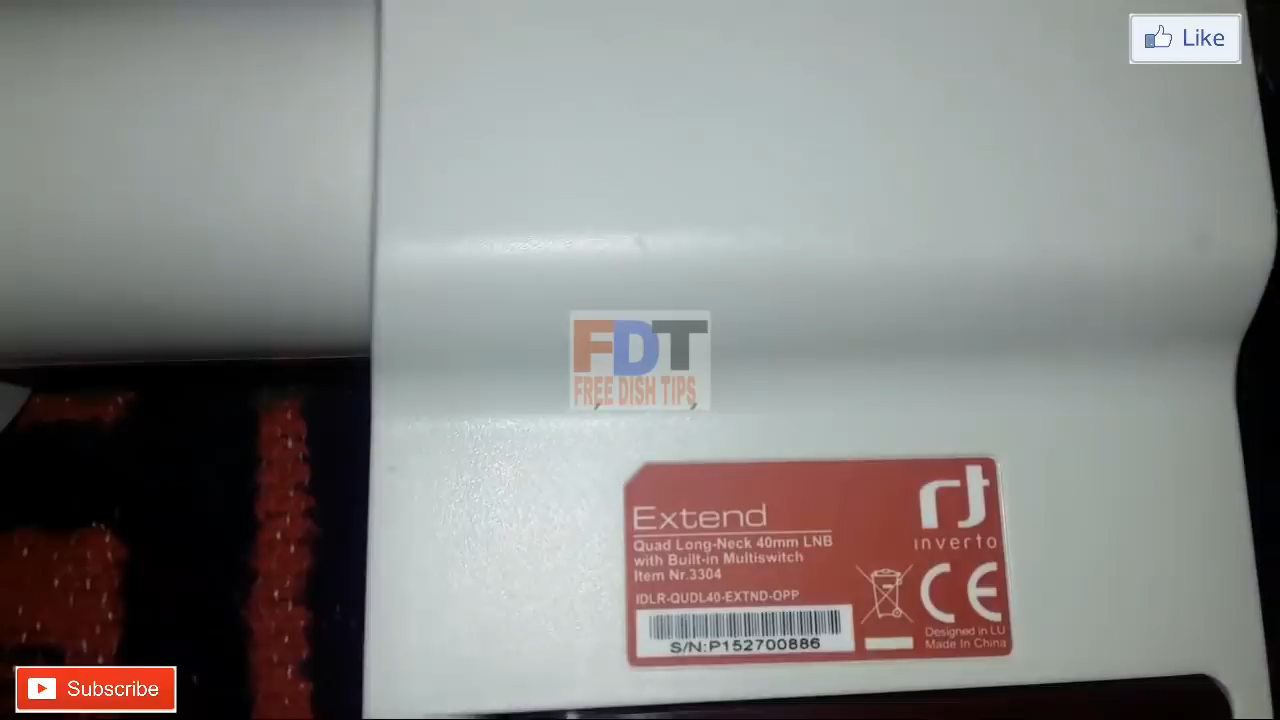 Like
FDT
FREE DISH TIPS
Extend
Quad Long-Neck 40mm LNB
with Built-in Multiswitch
Item Nr.3304
IDLR-QUDL40-EXTND-OPP
S/N:P152700886
inverto
CE
Designed in LU
Made In China
Subscribe